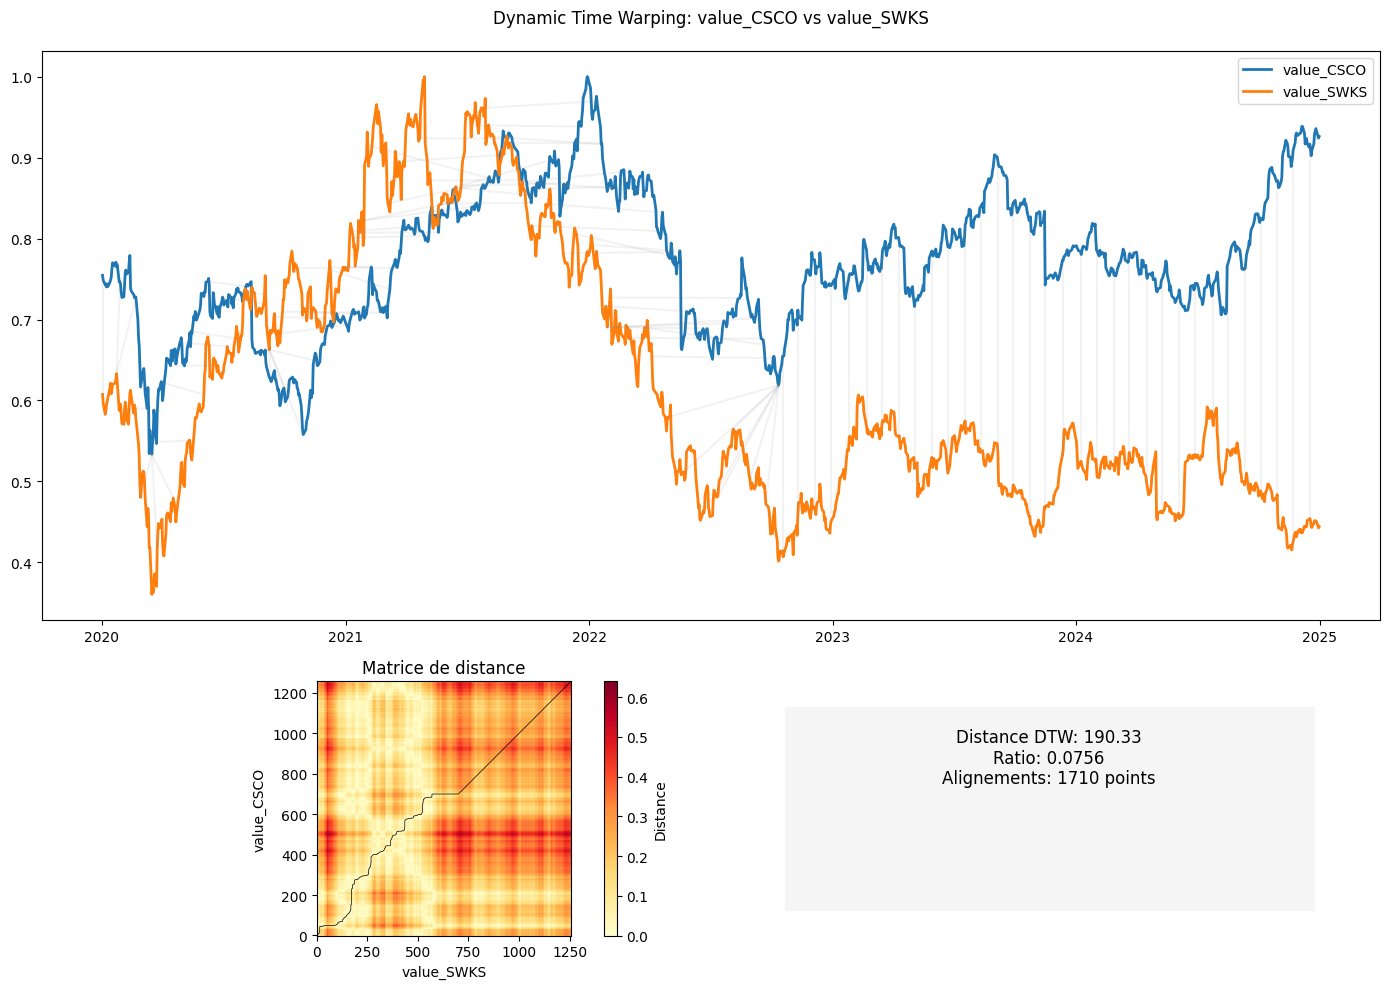 Dynamic Time Warping: value_CSCO vs value_SWKS
value_CSCO
value_SWKS
1.0
0.9
0.8
0.7
0.6
0.5
0.4
2020 2021 2022 2023 2024 2025
Matrice de distance
1200
1000
800
600
400
200
0
value_CSCO
0 250 500 750 1000 1250
value_SWKS
0.6
0.5
0.4
0.3
0.2
0.1
0.0
Distance
Distance DTW: 190.33
Ratio: 0.0756
Alignements: 1710 points